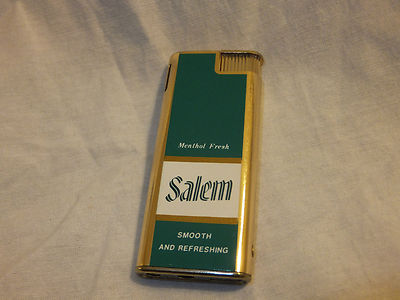 Menthol Fresh
Salem
SMOOTH
AND REFRESHING